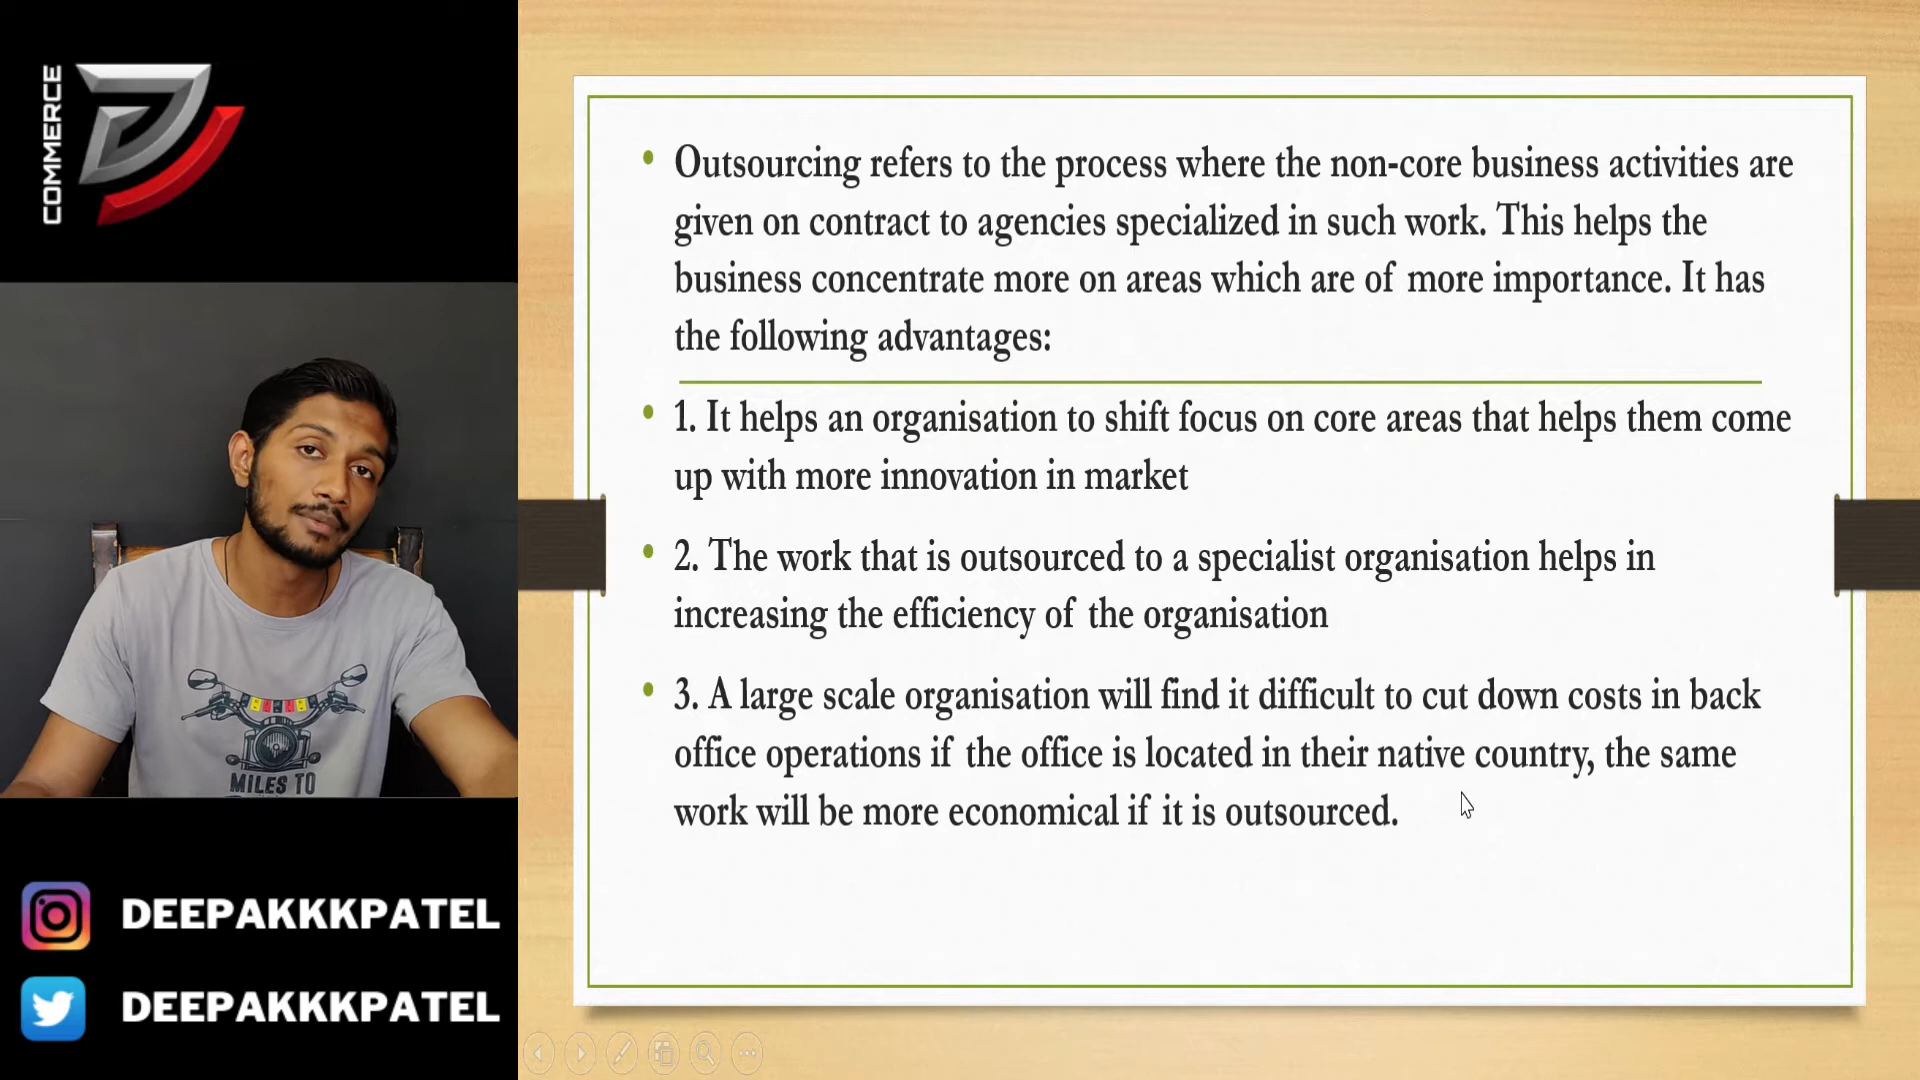 COMMERCE
MILES TO
DEEPAKKKPATEL
DEEPAKKKPATEL
• Outsourcing refers to the process where the non-core business activities are
given on contract to agencies specialized in such work. This helps the
business concentrate more on areas which are of more importance. It has
the following advantages:
• 1. It helps an organisation to shift focus on core areas that helps them come
up with more innovation in market
• 2. The work that is outsourced to a specialist organisation helps in
increasing the efficiency of the organisation
• 3. A large scale organisation will find it difficult to cut down costs in back
office operations if the office is located in their native country, the same
work will be more economical if it is outsourced.